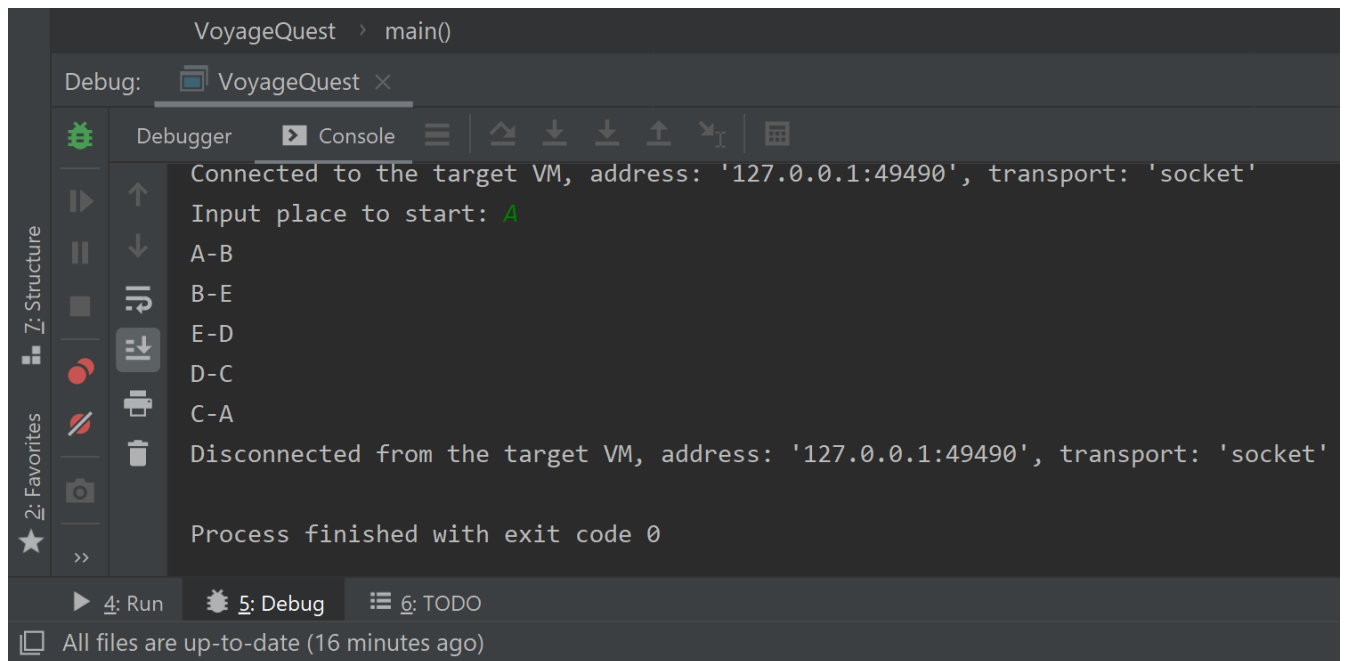 VoyageQuest › main()
Debug: VoyageQuest ×
Debugger Console
Connected to the target VM, address: '127.0.0.1:49490', transport: 'socket'
Input place to start: A
A-B
B-E
E-D
D-C
C-A
Disconnected from the target VM, address: '127.0.0.1:49490', transport: 'socket'
Process finished with exit code 0
7: Structure
2: Favorites
»
4: Run 5: Debug 6: TODO
All files are up-to-date (16 minutes ago)